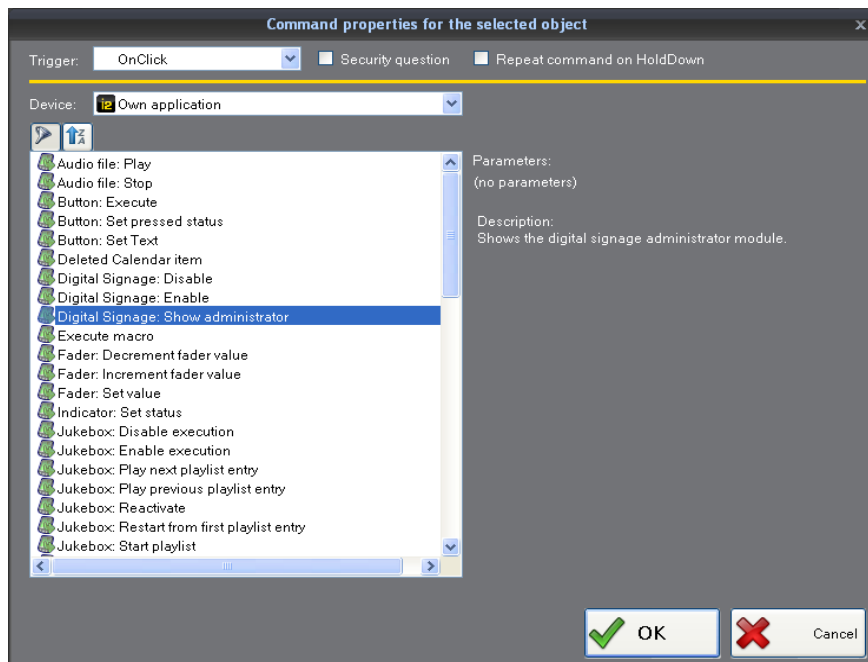 Command properties for the selected object
x
Trigger: OnClick Security question Repeat command on HoldDown
Device: i2 Own application
Z
A
Audio file: Play
Audio file: Stop
Button: Execute
Button: Set pressed status
Button: Set Text
Deleted Calendar item
Digital Signage: Disable
Digital Signage: Enable
Digital Signage: Show administrator
Execute macro
Fader: Decrement fader value
Fader: Increment fader value
Fader: Set value
Indicator: Set status
Jukebox: Disable execution
Jukebox: Enable execution
Jukebox: Play next playlist entry
Jukebox: Play previous playlist entry
Jukebox: Reactivate
Jukebox: Restart from first playlist entry
Jukebox: Start playlist
Parameters:
(no parameters)
Description:
Shows the digital signage administrator module.
OK
Cancel